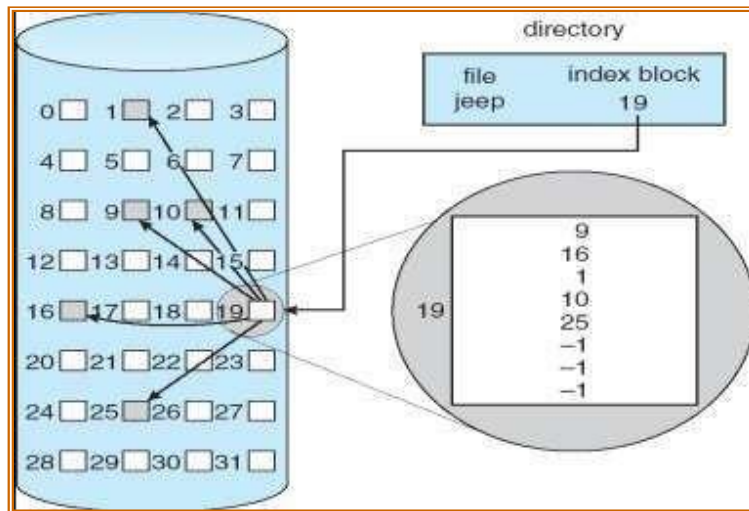 directory
file index block
jeep 19
0 1 2 3
4 5 6 7
8 9 10 11
12 13 14 15
16 17 18 19
20 21 22 23
24 25 26 27
28 29 30 31
19
9
16
1
10
25
–1
–1
–1